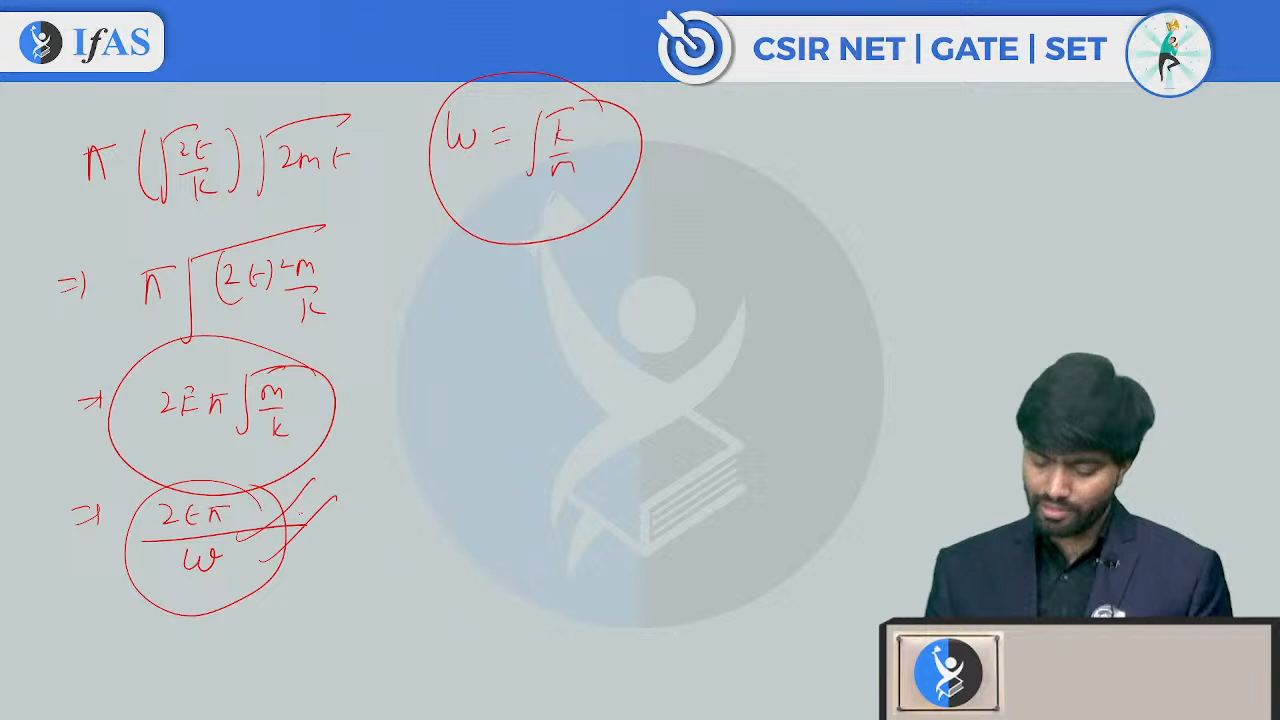 IfAS
CSIR NET | GATE | SET
π (√(2E/k)) √(2mE)
ω = √(k/m)
⇒ π √((2E)² m/k)
⇒ 2Eπ √(m/k)
⇒ 2Eπ/ω